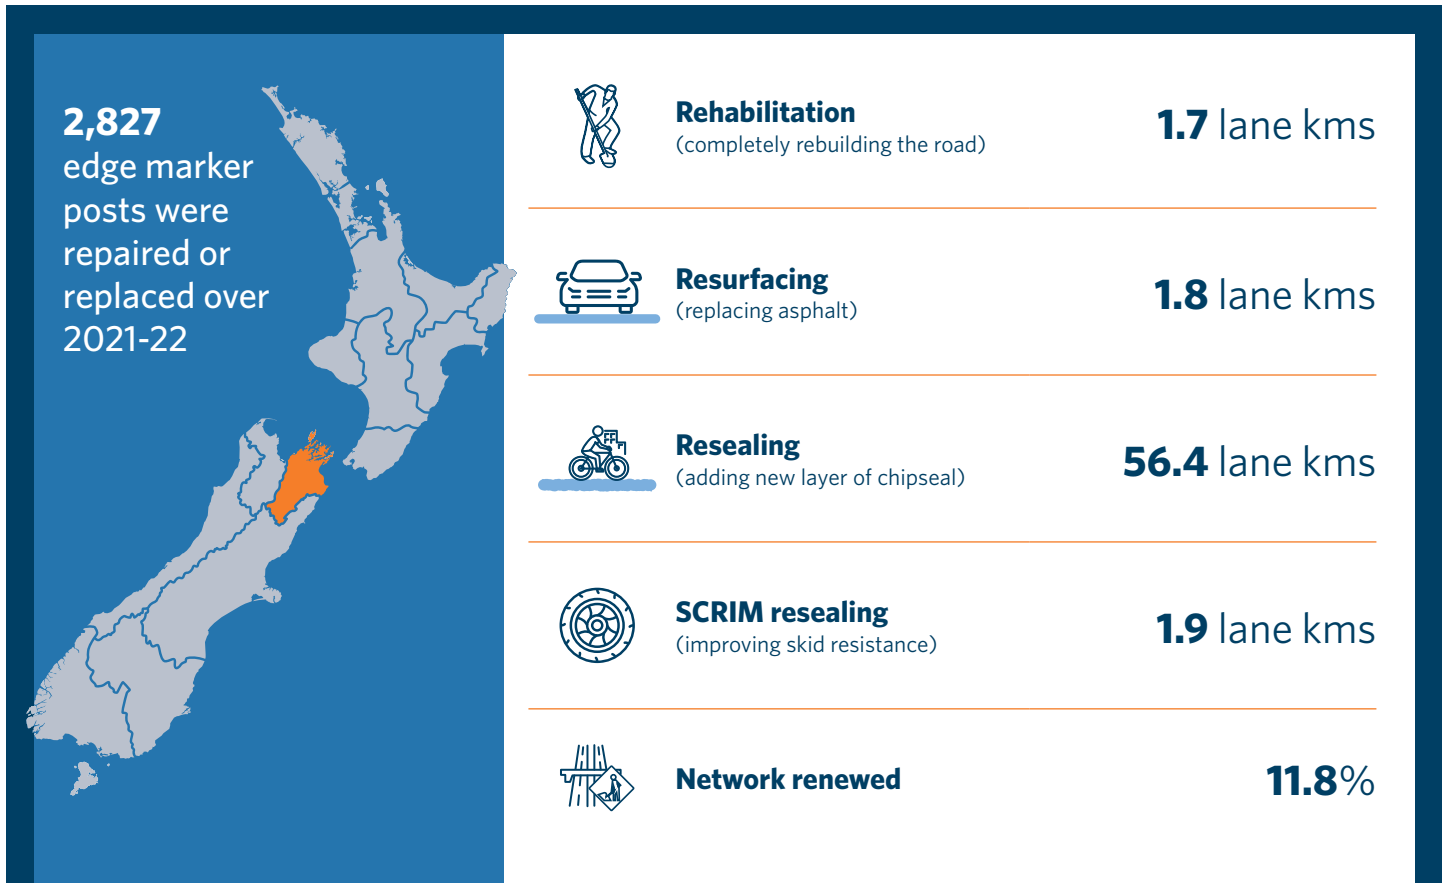 2,827
edge marker
posts were
repaired or
replaced over
2021-22
Rehabilitation
(completely rebuilding the road)
1.7 lane kms
Resurfacing
(replacing asphalt)
1.8 lane kms
Resealing
(adding new layer of chipseal)
56.4 lane kms
SCRIM resealing
(improving skid resistance)
1.9 lane kms
Network renewed
11.8%